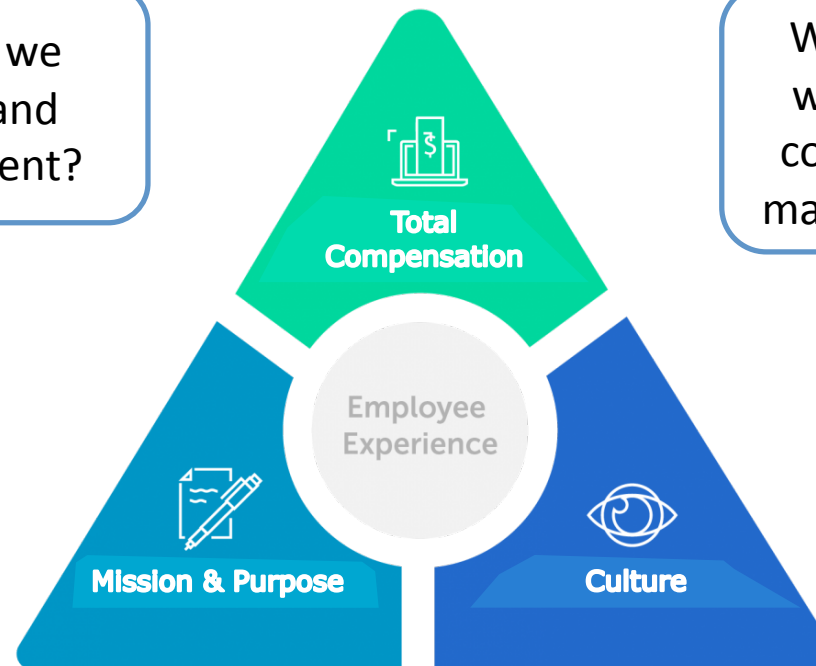 we
and
ent?
W
w
co
ma
$
Total
Compensation
Employee
Experience
Mission & Purpose
Culture